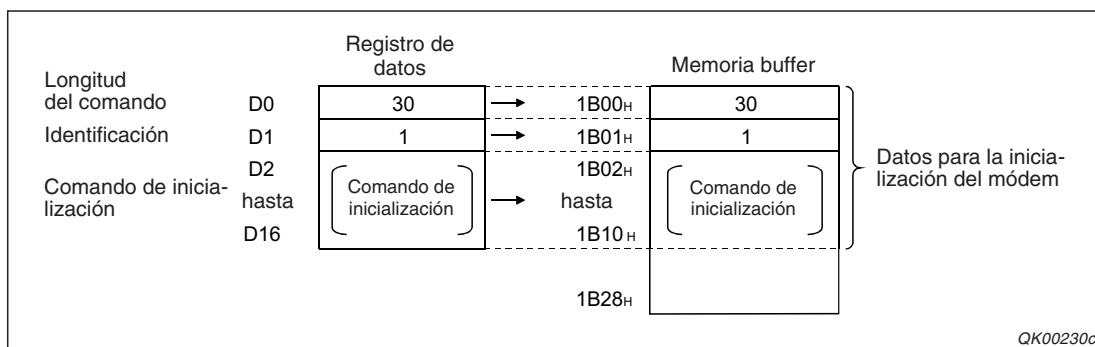 Registro de
datos
Memoria buffer
Longitud
del comando
D0
30
1B00H
30
Identificación
D1
1
1B01H
1
D2
1B02H
Datos para la inicia-
lización del módem
Comando de inicia-
lización
hasta
Comando de
inicialización
hasta
Comando de
inicialización
D16
1B10 H
1B28H
QK00230c